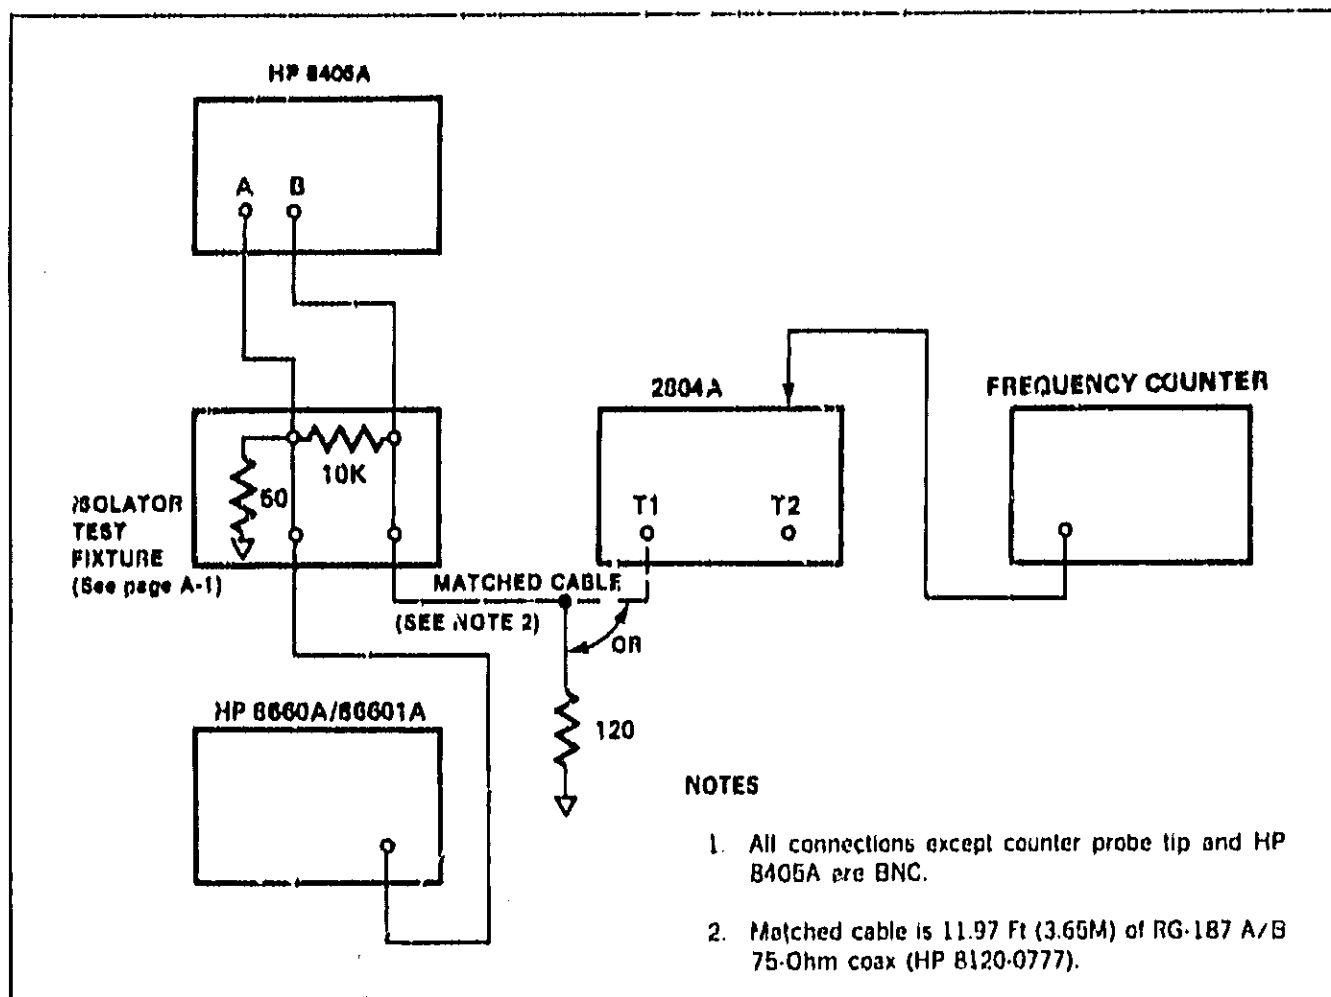 HP 8405A
A B
2804A
FREQUENCY COUNTER
10K
50
ISOLATOR
TEST
FIXTURE
(See page A-1)
T1 T2
MATCHED CABLE
(SEE NOTE 2)
OR
HP 8660A/86601A
120
NOTES
1. All connections except counter probe tip and HP
8405A are BNC.
2. Matched cable is 11.97 Ft (3.65M) of RG-187 A/B
75-Ohm coax (HP 8120-0777).